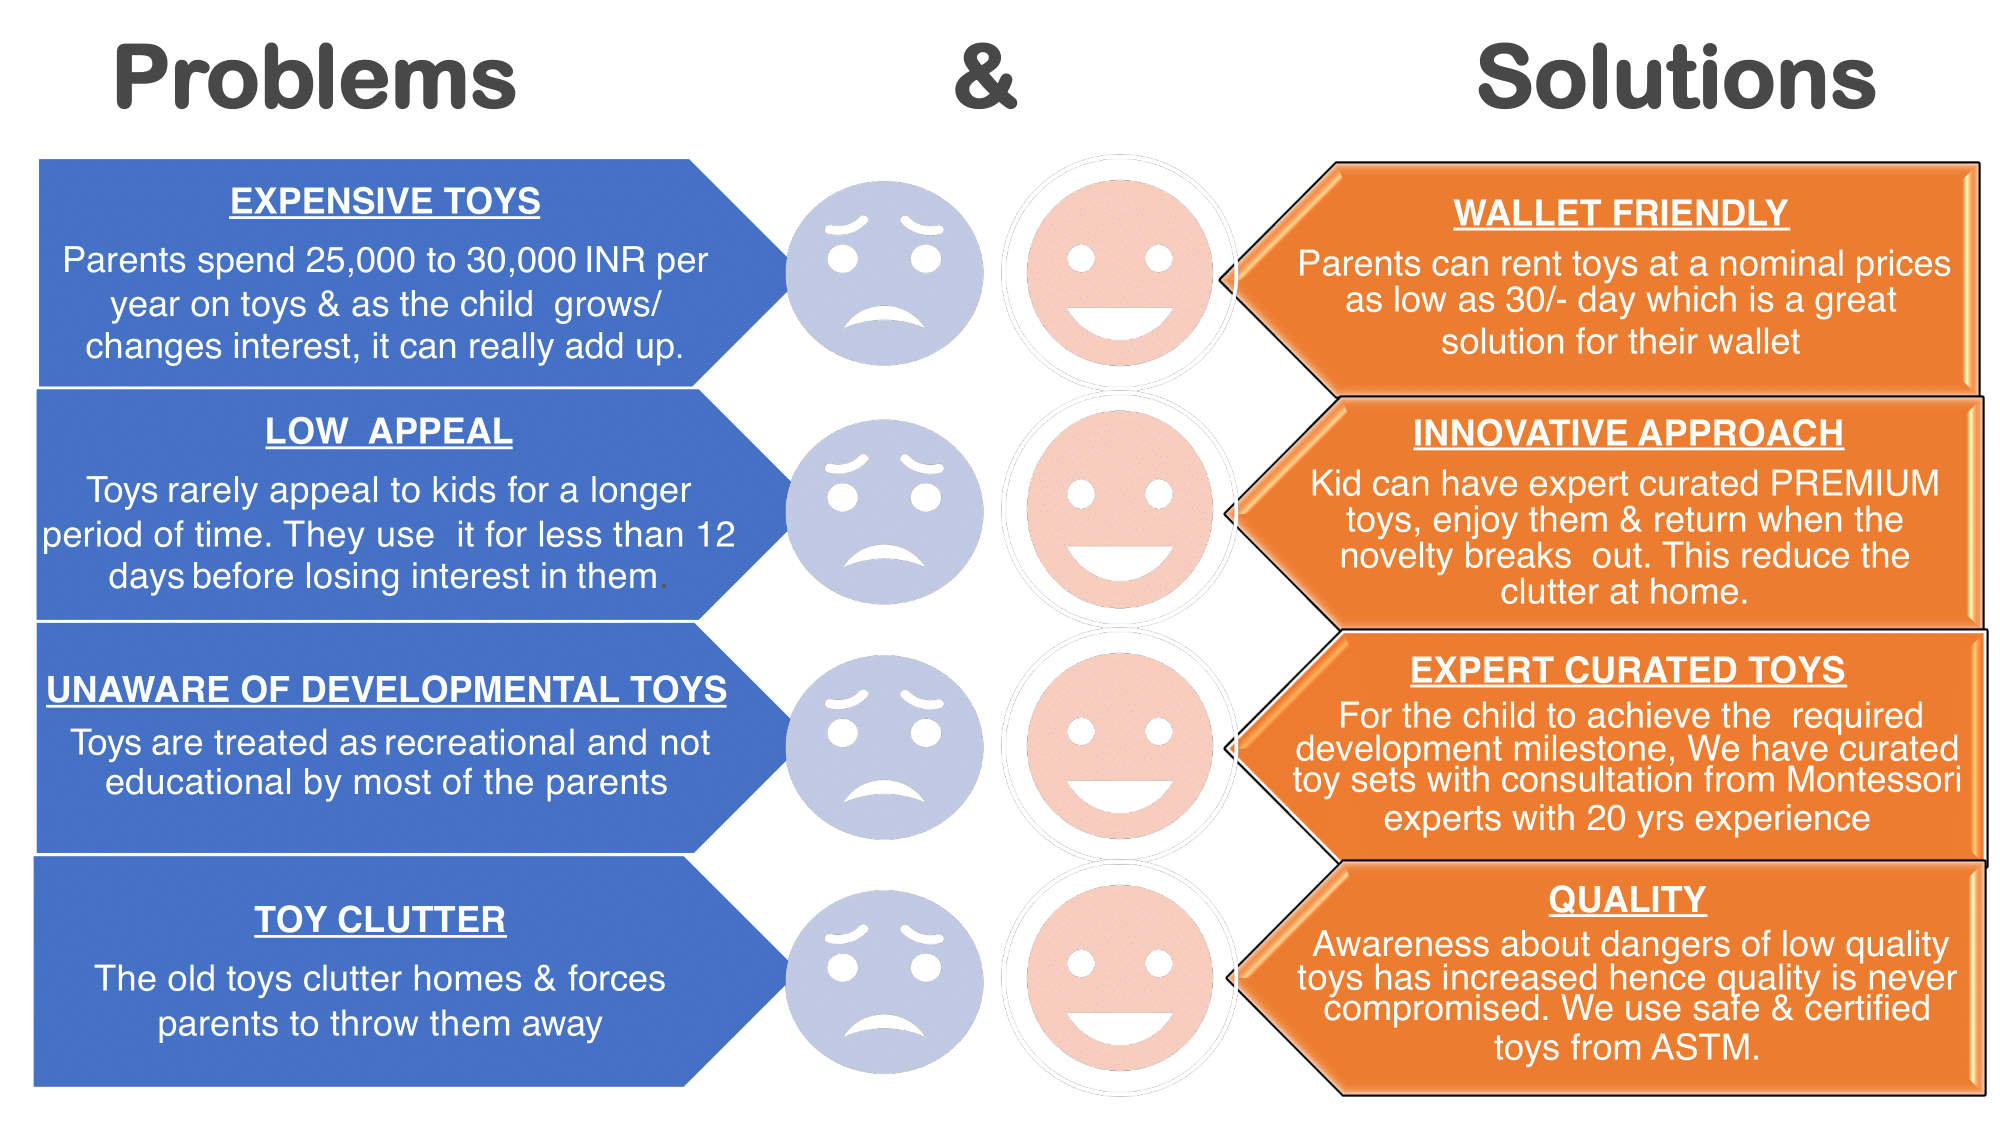 Problems & Solutions
EXPENSIVE TOYS
Parents spend 25,000 to 30,000 INR per
year on toys & as the child grows/
changes interest, it can really add up.
WALLET FRIENDLY
Parents can rent toys at a nominal prices
as low as 30/- day which is a great
solution for their wallet
LOW APPEAL
Toys rarely appeal to kids for a longer
period of time. They use it for less than 12
days before losing interest in them.
INNOVATIVE APPROACH
Kid can have expert curated PREMIUM
toys, enjoy them & return when the
novelty breaks out. This reduce the
clutter at home.
UNAWARE OF DEVELOPMENTAL TOYS
Toys are treated as recreational and not
educational by most of the parents
EXPERT CURATED TOYS
For the child to achieve the required
development milestone, We have curated
toy sets with consultation from Montessori
experts with 20 yrs experience
TOY CLUTTER
The old toys clutter homes & forces
parents to throw them away
QUALITY
Awareness about dangers of low quality
toys has increased hence quality is never
compromised. We use safe & certified
toys from ASTM.